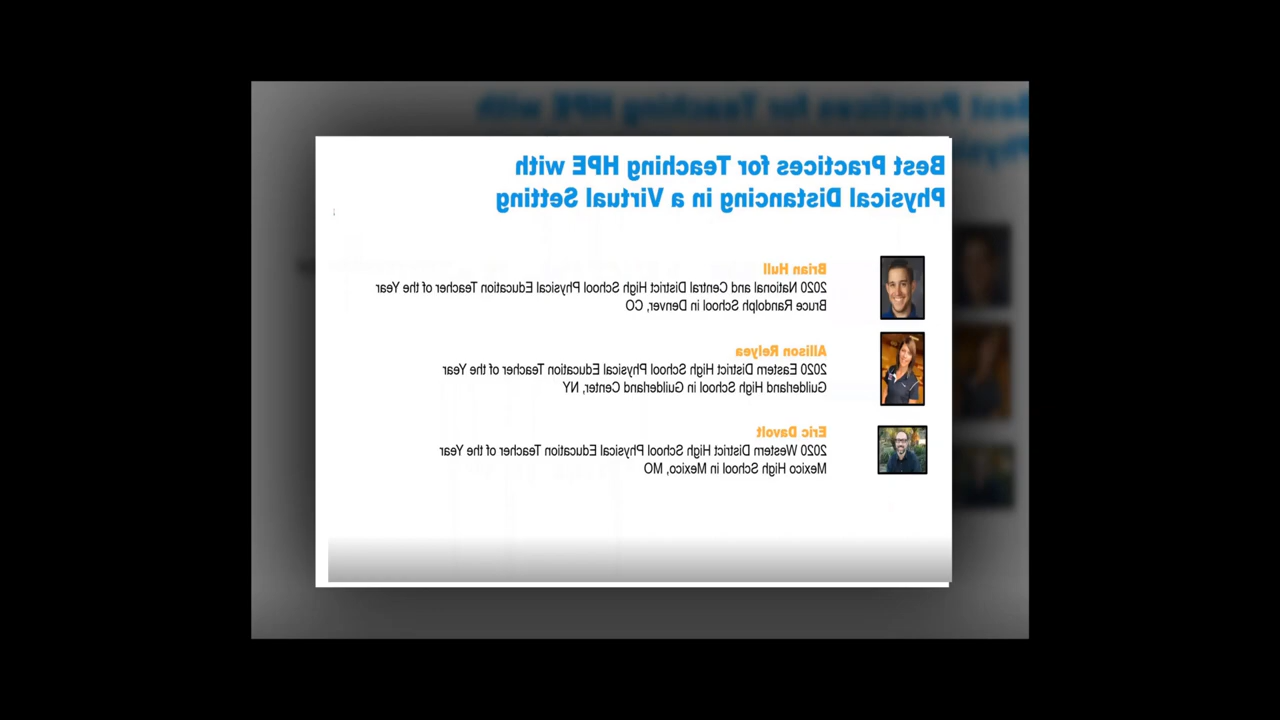 Best Practices for Teaching HPE with
Physical Distancing in a Virtual Setting
Brian Hull
2020 National and Central District High School Physical Education Teacher of the Year
Bruce Randolph School in Denver, CO
Allison Relyea
2020 Eastern District High School Physical Education Teacher of the Year
Guilderland High School in Guilderland Center, NY
Eric Davolt
2020 Western District High School Physical Education Teacher of the Year
Mexico High School in Mexico, MO